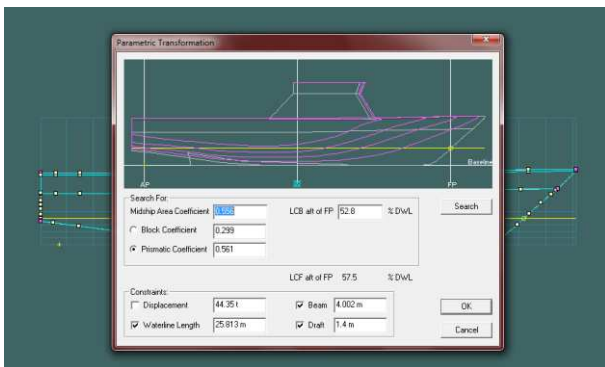 Parametric Transformation
Baseline
AP
FP
Search For:
Midship Area Coefficient
LCB aft of FP 52.8 % DWL
Search
Block Coefficient 0.299
Prismatic Coefficient 0.561
LCF aft of FP 57.5 % DWL
Constraints:
Displacement 44.35 t
Beam 4.002 m
OK
Waterline Length 25.813 m
Draft 1.4 m
Cancel